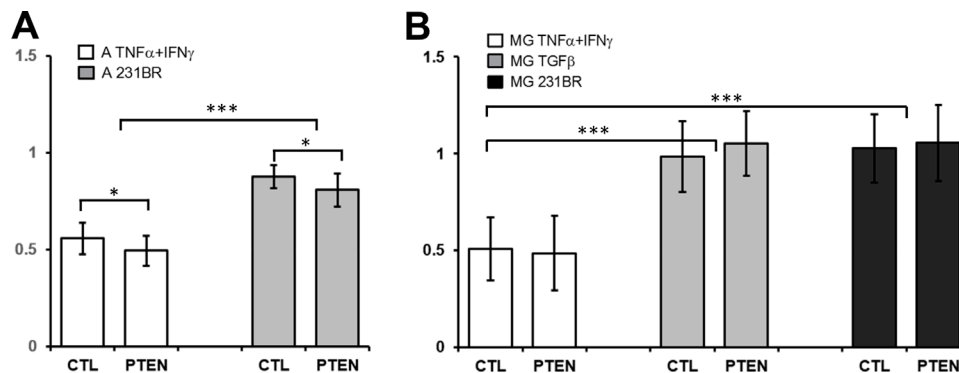 A
A TNFα+IFNγ
A 231BR
1.5
1
0.5
0
***
*
*
CTL
PTEN
CTL
PTEN
B
MG TNFα+IFNγ
MG TGFβ
MG 231BR
1.5
1
0.5
0
***
***
CTL
PTEN
CTL
PTEN
CTL
PTEN